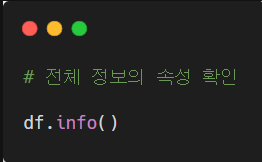 # 전체 정보의 속성 확인
df.info()